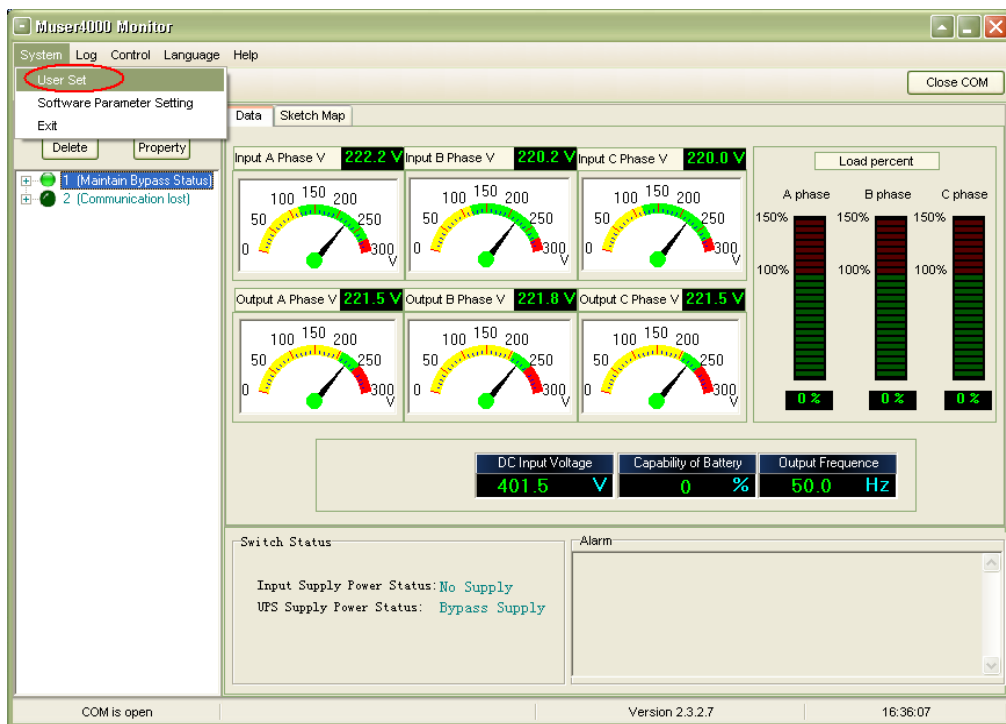 Muser4000 Monitor
System Log Control Language Help
User Set
Software Parameter Setting
Exit
Close COM
Delete Property
1 (Maintain Bypass Status)
2 (Communication lost)
Data Sketch Map
Input A Phase V 222.2 V Input B Phase V 220.2 V Input C Phase V 220.0 V
0 50 100 150 200 250 300 V
0 50 100 150 200 250 300 V
0 50 100 150 200 250 300 V
Output A Phase V 221.5 V Output B Phase V 221.8 V Output C Phase V 221.5 V
0 50 100 150 200 250 300 V
0 50 100 150 200 250 300 V
0 50 100 150 200 250 300 V
Load percent
A phase B phase C phase
150% 150% 150%
100% 100% 100%
0 % 0 % 0 %
DC Input Voltage Capability of Battery Output Frequence
401.5 V 0 % 50.0 Hz
Switch Status
Input Supply Power Status: No Supply
UPS Supply Power Status: Bypass Supply
Alarm
COM is open Version 2.3.2.7 16:36:07